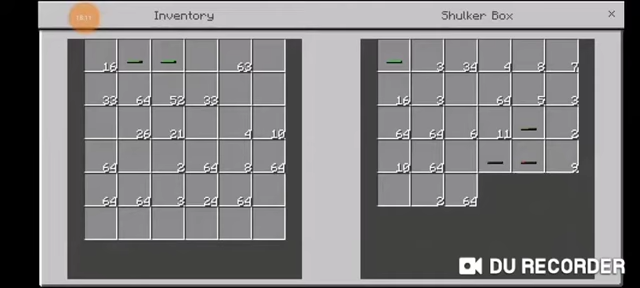 Inventory Shulker Box
16 63 3 34 4 8 7
33 64 52 33 16 3 64 5 3
26 21 4 10 64 64 6 11 2
64 2 64 8 64 10 64 9
64 64 3 24 64 2 64
DU RECORDER